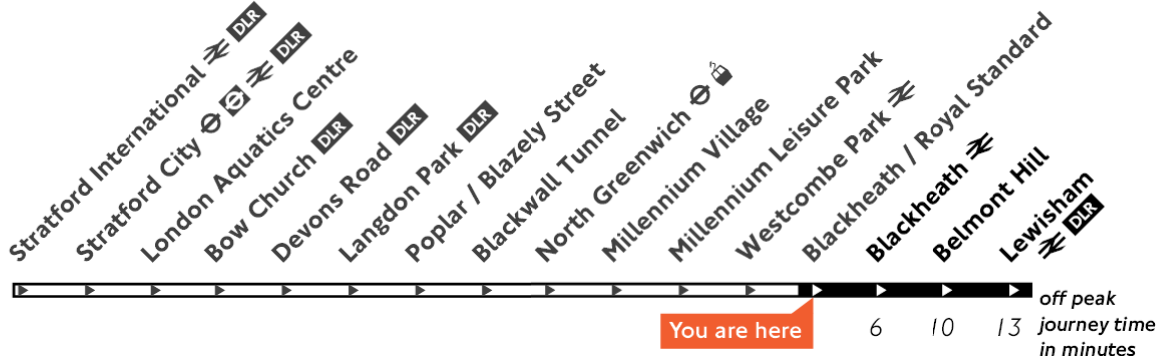 Stratford International DLR
Stratford City DLR
London Aquatics Centre
Bow Church DLR
Devons Road DLR
Langdon Park DLR
Poplar / Blazely Street
Blackwall Tunnel
North Greenwich
Millennium Village
Millennium Leisure Park
Westcombe Park
Blackheath / Royal Standard
Blackheath
Belmont Hill
Lewisham
DLR
You are here
6 10 13
off peak
journey time
in minutes